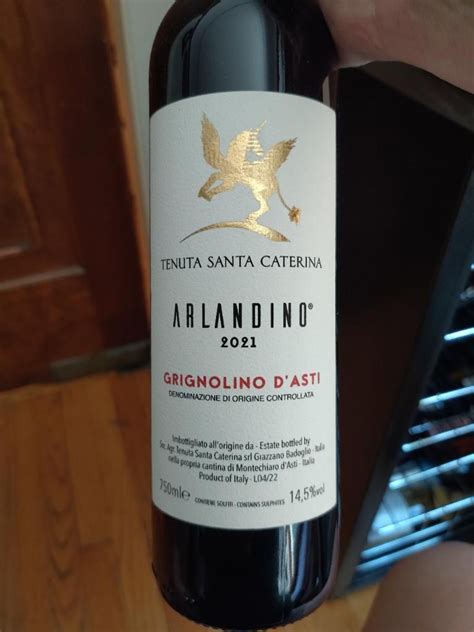 TENUTA SANTA CATERINA
ARLANDINO®
2021
GRIGNOLINO D'ASTI
DENOMINAZIONE DI ORIGINE CONTROLLATA
Imbottigliato all'origine da - Estate bottled by
Soc. Agr. Tenuta Santa Caterina srl Grazzano Badoglio - Italia
nella propria cantina di Montechiaro d'Asti - Italia
Product of Italy - L04/22
750ml e CONTIENE SOLFITI - CONTAINS SULPHITES 14,5%vol